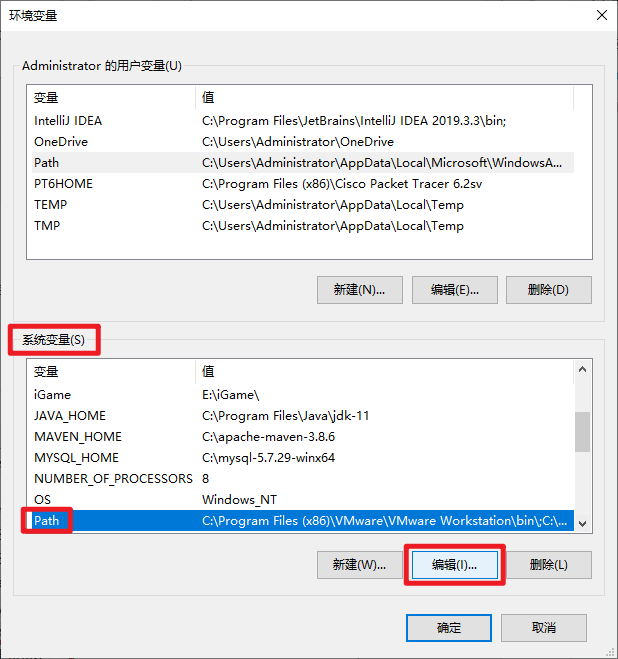 环境变量
Administrator 的用户变量(U)
变量 值
IntelliJ IDEA C:\Program Files\JetBrains\IntelliJ IDEA 2019.3.3\bin;
OneDrive C:\Users\Administrator\OneDrive
Path C:\Users\Administrator\AppData\Local\Microsoft\WindowsA...
PT6HOME C:\Program Files (x86)\Cisco Packet Tracer 6.2sv
TEMP C:\Users\Administrator\AppData\Local\Temp
TMP C:\Users\Administrator\AppData\Local\Temp
新建(N)... 编辑(E)... 删除(D)
系统变量(S)
变量 值
iGame E:\iGame\
JAVA_HOME C:\Program Files\Java\jdk-11
MAVEN_HOME C:\apache-maven-3.8.6
MYSQL_HOME C:\mysql-5.7.29-winx64
NUMBER_OF_PROCESSORS 8
OS Windows_NT
Path C:\Program Files (x86)\VMware\VMware Workstation\bin\;C:\...
新建(W)... 编辑(I)... 删除(L)
确定 取消